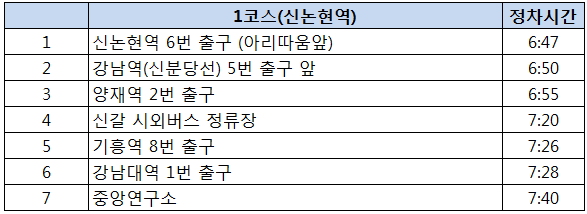 1코스(신논현역) 정차시간
1 신논현역 6번 출구 (아리따움앞) 6:47
2 강남역(신분당선) 5번 출구 앞 6:50
3 양재역 2번 출구 6:55
4 신갈 시외버스 정류장 7:20
5 기흥역 8번 출구 7:26
6 강남대역 1번 출구 7:28
7 중앙연구소 7:40